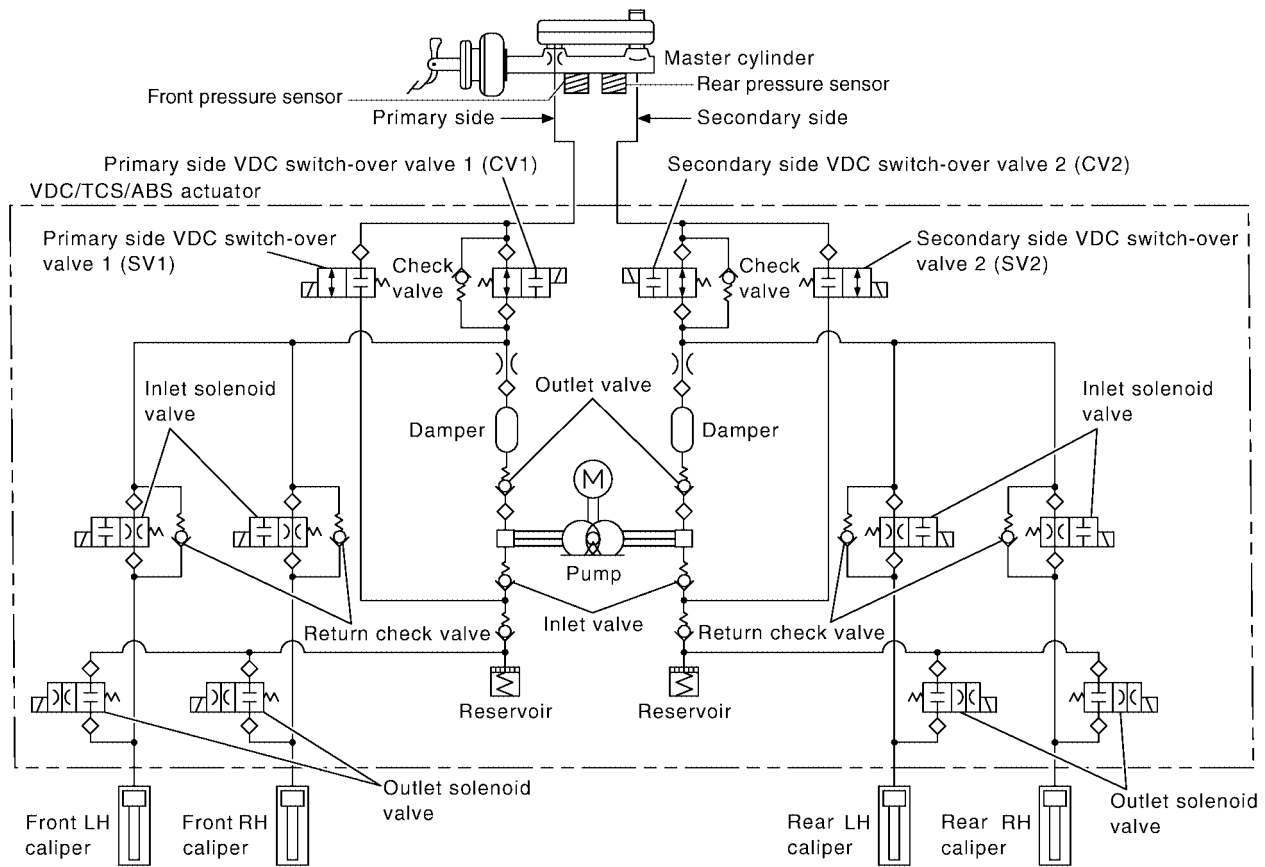 Master cylinder
Front pressure sensor
Rear pressure sensor
Primary side
Secondary side
Primary side VDC switch-over valve 1 (CV1)
Secondary side VDC switch-over valve 2 (CV2)
VDC/TCS/ABS actuator
Primary side VDC switch-over
valve 1 (SV1)
Check
valve
Check
valve
Secondary side VDC switch-over
valve 2 (SV2)
Inlet solenoid
valve
Outlet valve
Inlet solenoid
valve
Damper
Damper
M
Pump
Return check valve
Inlet valve
Return check valve
Reservoir
Reservoir
Outlet solenoid
valve
Outlet solenoid
valve
Front LH
caliper
Front RH
caliper
Rear LH
caliper
Rear RH
caliper